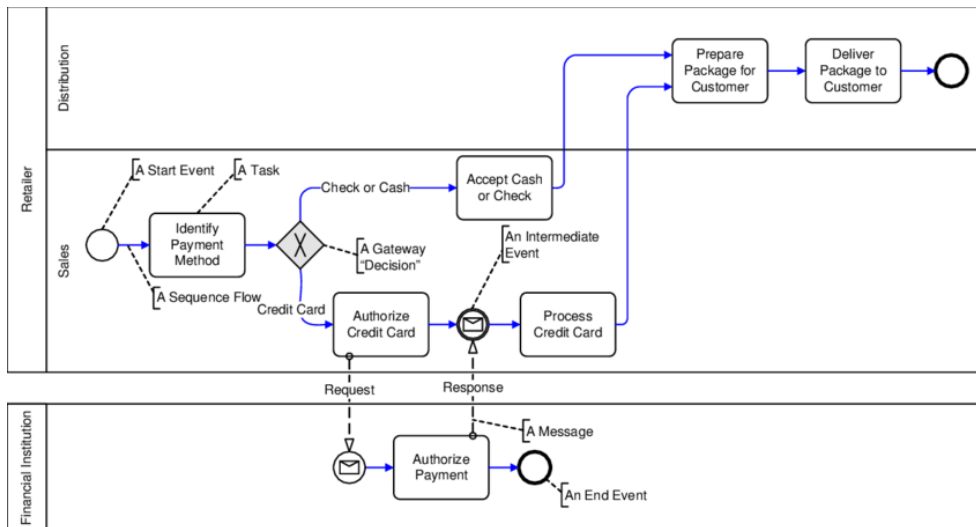 Retailer
Distribution
Prepare
Package for
Customer
Deliver
Package to
Customer
Sales
A Start Event
A Task
Identify
Payment
Method
A Sequence Flow
Check or Cash
Accept Cash
or Check
X
A Gateway
“Decision”
An Intermediate
Event
Credit Card
Authorize
Credit Card
Process
Credit Card
Request
Response
Financial Institution
Authorize
Payment
A Message
An End Event